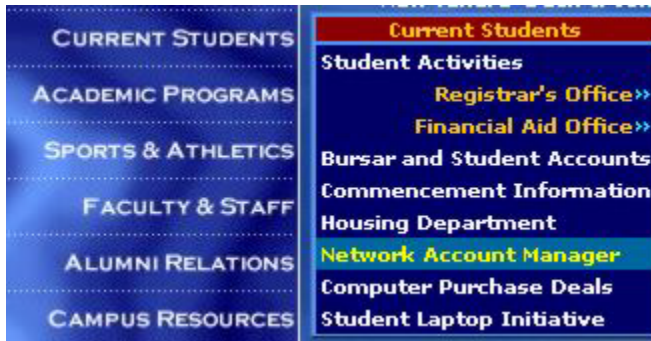 CURRENT STUDENTS
ACADEMIC PROGRAMS
SPORTS & ATHLETICS
FACULTY & STAFF
ALUMNI RELATIONS
CAMPUS RESOURCES
Current Students
Student Activities
Registrar's Office»
Financial Aid Office»
Bursar and Student Accounts
Commencement Information
Housing Department
Network Account Manager
Computer Purchase Deals
Student Laptop Initiative